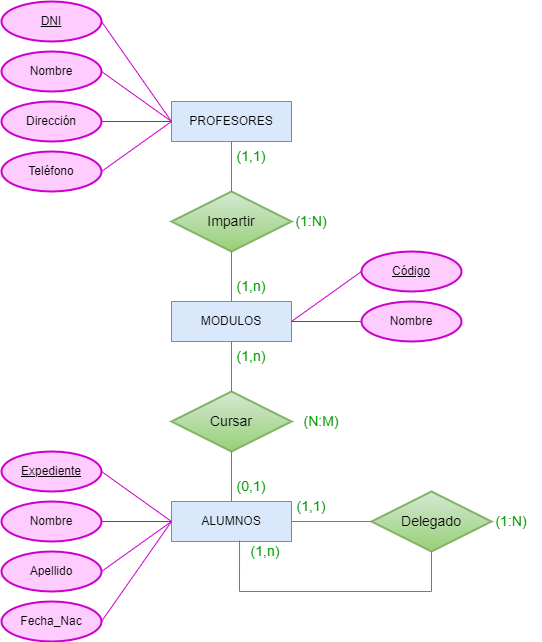 DNI
Nombre
Dirección
Teléfono
PROFESORES
(1,1)
Impartir
(1:N)
(1,n)
Código
MODULOS
Nombre
(1,n)
Cursar
(N:M)
Expediente
(0,1)
(1,1)
Nombre
ALUMNOS
Delegado
(1:N)
(1,n)
Apellido
Fecha_Nac